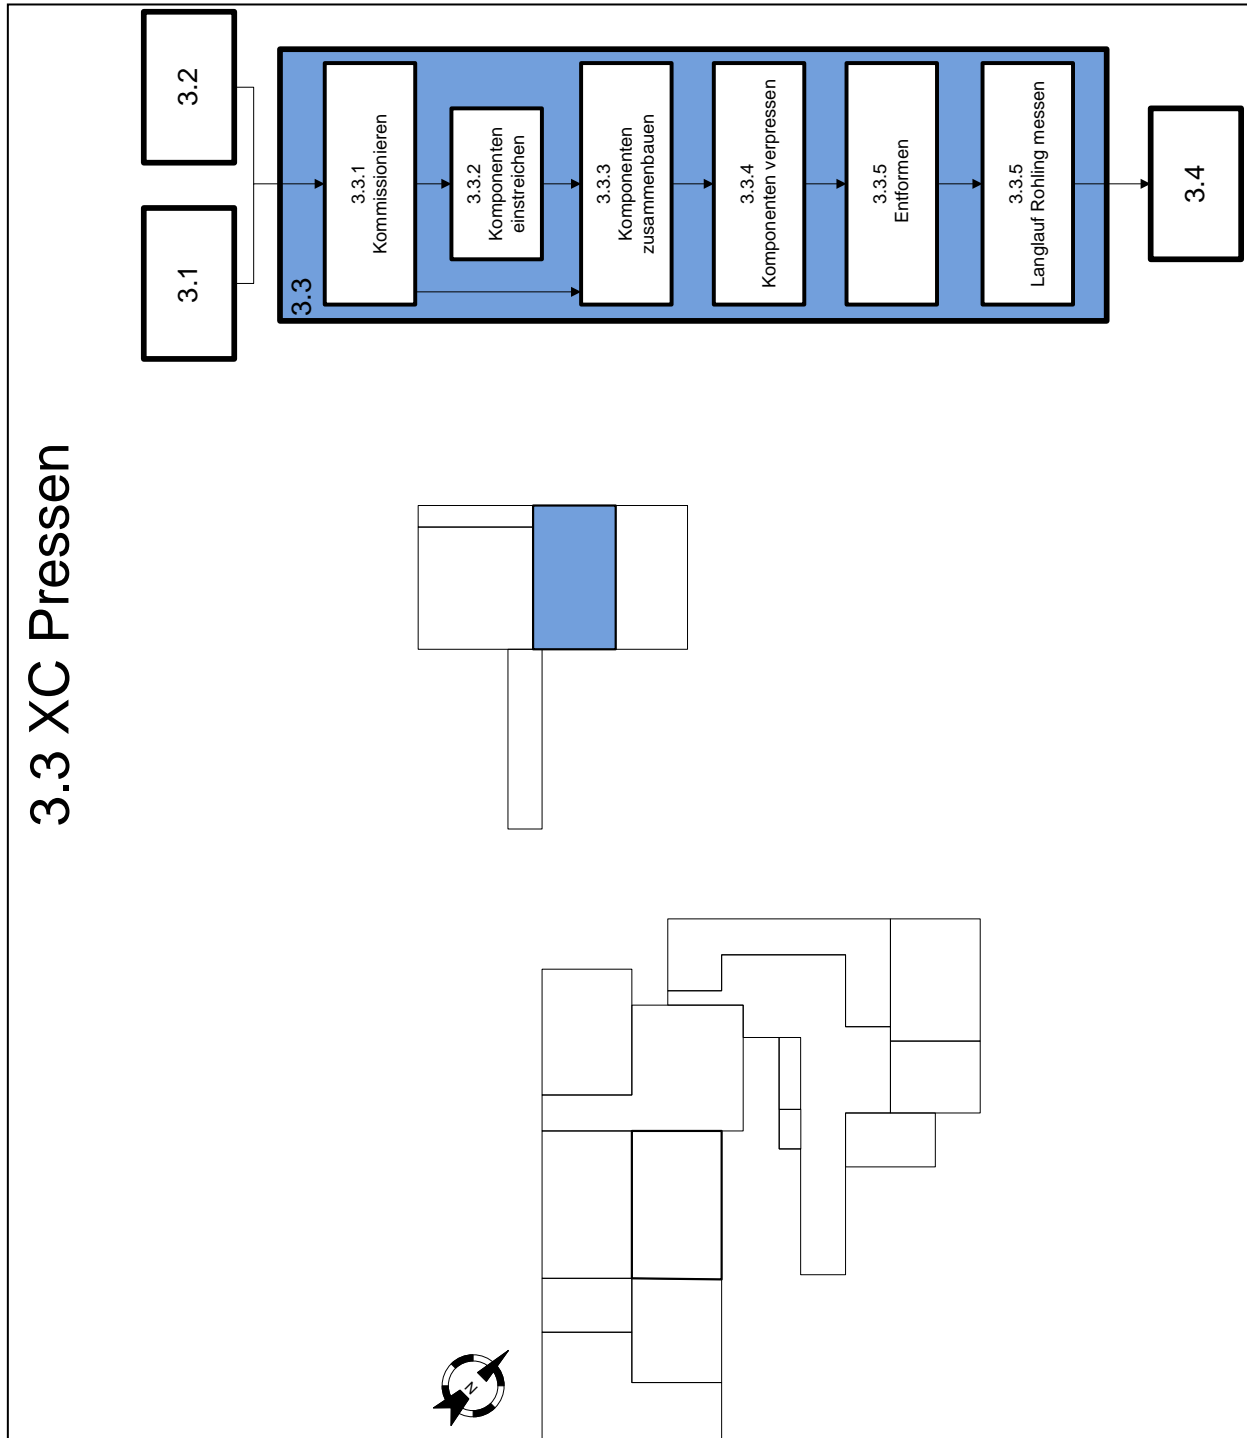 3.3 XC Pressen
3.1
3.2
3.3
3.3.1
Kommissionieren
3.3.2
Komponenten
einstreichen
3.3.3
Komponenten
zusammenbauen
3.3.4
Komponenten verpressen
3.3.5
Entformen
3.3.5
Langlauf Rohling messen
3.4
N